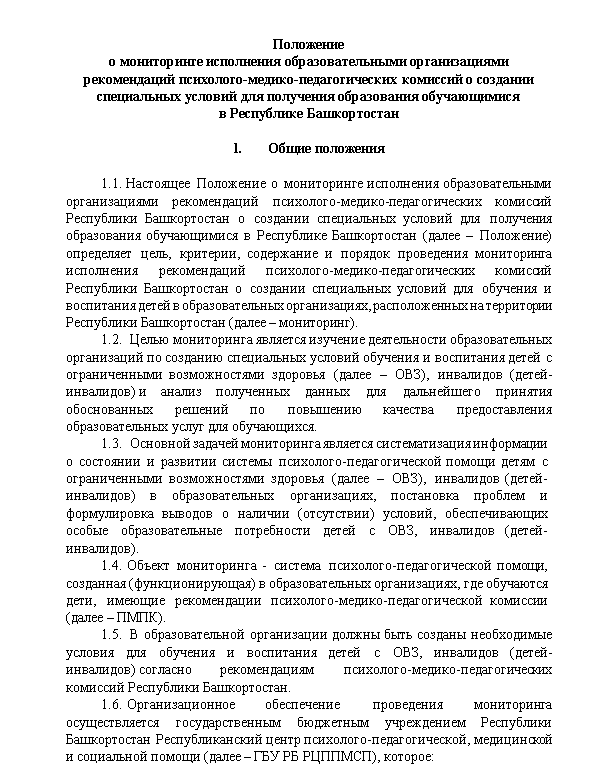 Положение
о мониторинге исполнения образовательными организациями
рекомендаций психолого-медико-педагогических комиссий о создании
специальных условий для получения образования обучающимися
в Республике Башкортостан
1. Общие положения
1.1. Настоящее Положение о мониторинге исполнения образовательными
организациями рекомендаций психолого-медико-педагогических комиссий
Республики Башкортостан о создании специальных условий для получения
образования обучающимися в Республике Башкортостан (далее – Положение)
определяет цель, критерии, содержание и порядок проведения мониторинга
исполнения рекомендаций психолого-медико-педагогических комиссий
Республики Башкортостан о создании специальных условий для обучения и
воспитания детей в образовательных организациях, расположенных на территории
Республики Башкортостан (далее – мониторинг).
1.2. Целью мониторинга является изучение деятельности образовательных
организаций по созданию специальных условий обучения и воспитания детей с
ограниченными возможностями здоровья (далее – ОВЗ), инвалидов (детей-
инвалидов) и анализ полученных данных для дальнейшего принятия
обоснованных решений по повышению качества предоставления
образовательных услуг для обучающихся.
1.3. Основной задачей мониторинга является систематизация информации
о состоянии и развитии системы психолого-педагогической помощи детям с
ограниченными возможностями здоровья (далее – ОВЗ), инвалидов (детей-
инвалидов) в образовательных организациях, постановка проблем и
формулировка выводов о наличии (отсутствии) условий, обеспечивающих
особые образовательные потребности детей с ОВЗ, инвалидов (детей-
инвалидов).
1.4. Объект мониторинга - система психолого-педагогической помощи,
созданная (функционирующая) в образовательных организациях, где обучаются
дети, имеющие рекомендации психолого-медико-педагогической комиссии
(далее – ПМПК).
1.5. В образовательной организации должны быть созданы необходимые
условия для обучения и воспитания детей с ОВЗ, инвалидов (детей-
инвалидов) согласно рекомендациям психолого-медико-педагогических
комиссий Республики Башкортостан.
1.6. Организационное обеспечение проведения мониторинга
осуществляется государственным бюджетным учреждением Республики
Башкортостан Республиканский центр психолого-педагогической, медицинской
и социальной помощи (далее – ГБУ РБ РЦППМСП), которое: